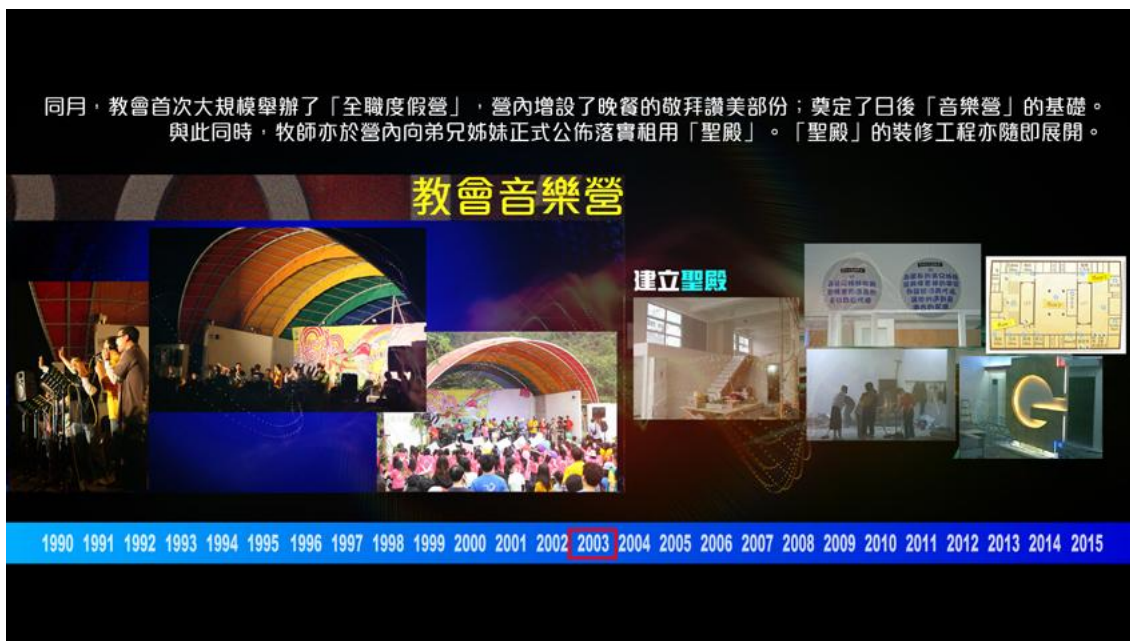 同月，教會首次大規模舉辦了「全職度假營」，營內增設了晚餐的敬拜讚美部份；奠定了日後「音樂營」的基礎。
與此同時，牧師亦於營內向弟兄姊妹正式公佈落實租用「聖殿」。「聖殿」的裝修工程亦隨即展開。
教會音樂營
建立聖殿
1990 1991 1992 1993 1994 1995 1996 1997 1998 1999 2000 2001 2002 2003 2004 2005 2006 2007 2008 2009 2010 2011 2012 2013 2014 2015